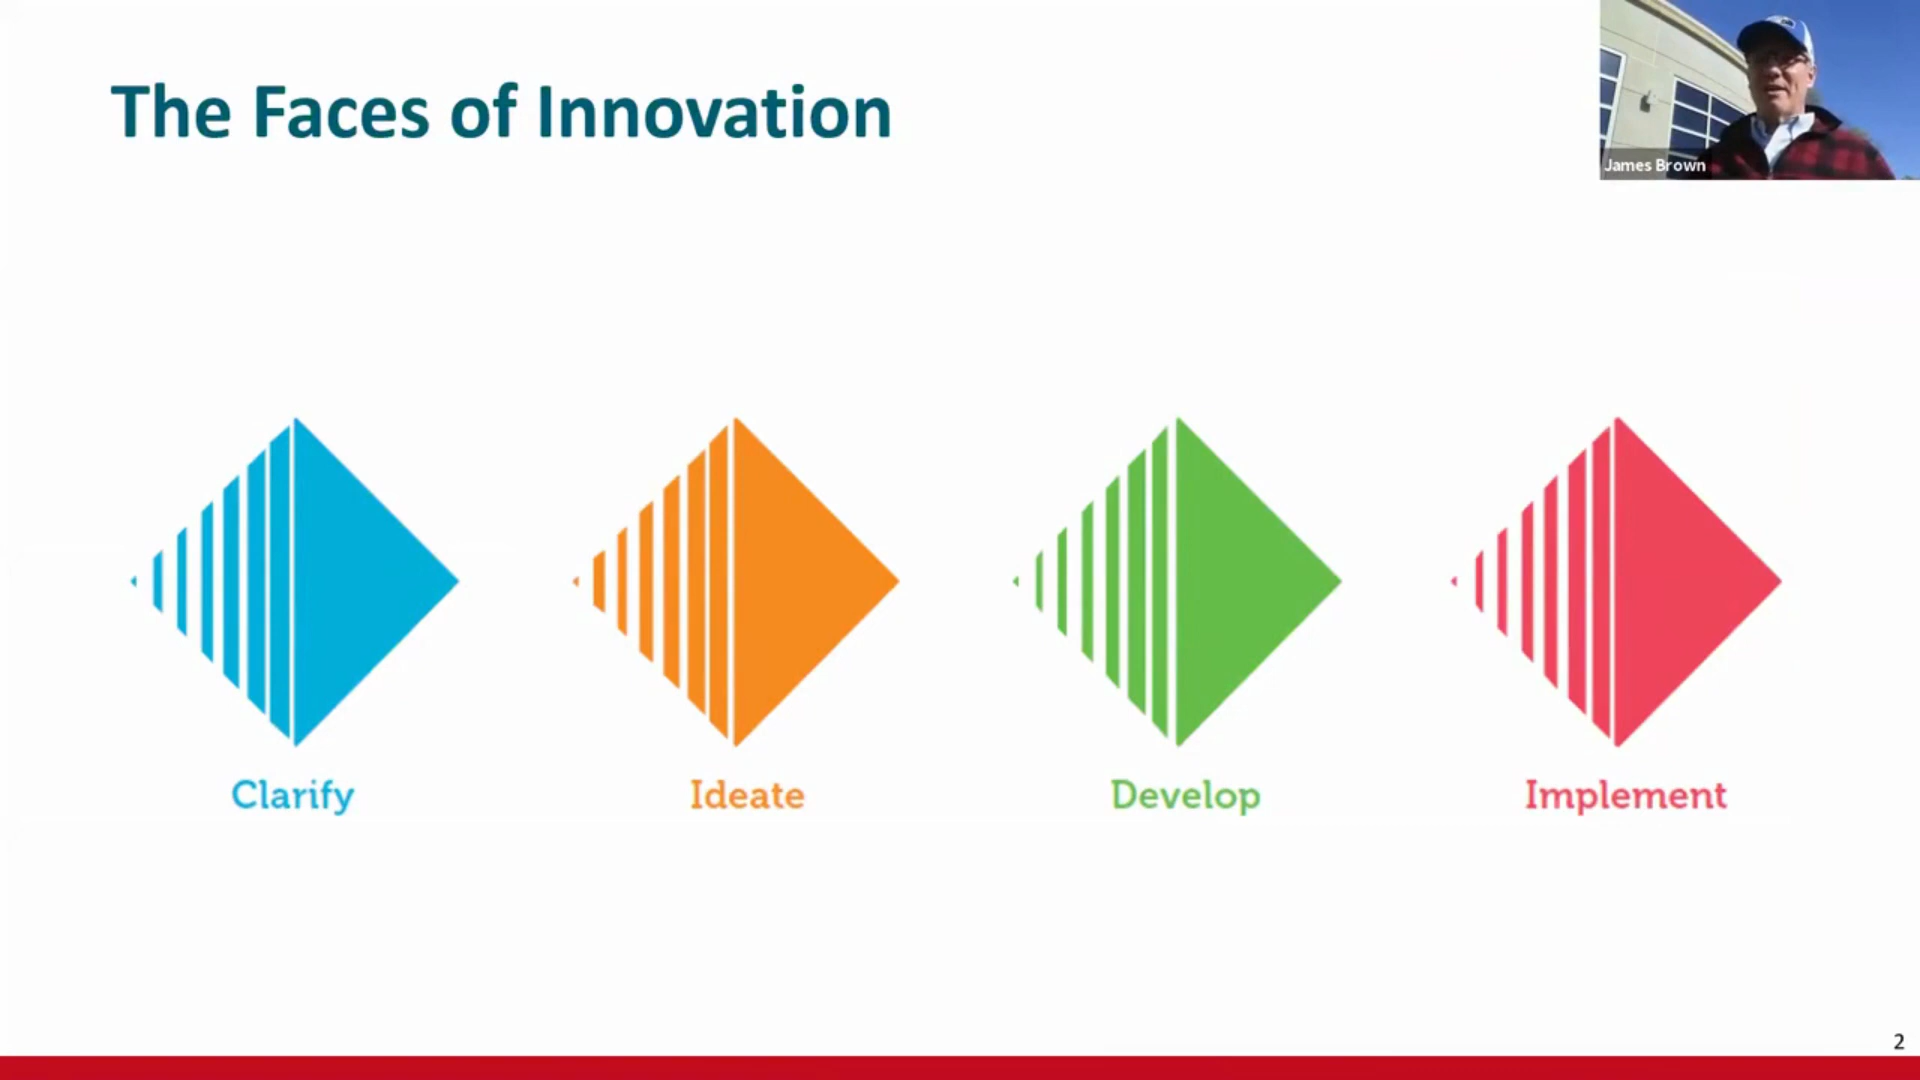 The Faces of Innovation
James Brown
Clarify
Ideate
Develop
Implement
2